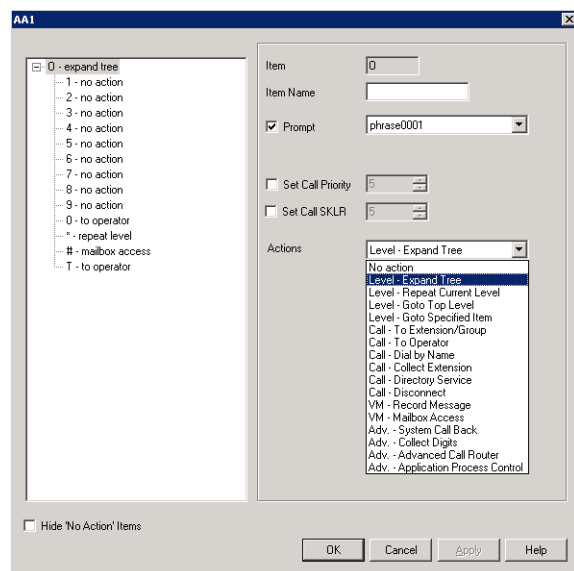 AA1
0 - expand tree
1 - no action
2 - no action
3 - no action
4 - no action
5 - no action
6 - no action
7 - no action
8 - no action
9 - no action
0 - to operator
* - repeat level
# - mailbox access
T - to operator
Item
0
Item Name
Prompt
phrase0001
Set Call Priority
5
Set Call SKLR
5
Actions
Level - Expand Tree
No action
Level - Expand Tree
Level - Repeat Current Level
Level - Goto Top Level
Level - Goto Specified Item
Call - To Extension/Group
Call - To Operator
Call - Dial by Name
Call - Collect Extension
Call - Directory Service
Call - Disconnect
VM - Record Message
VM - Mailbox Access
Adv. - System Call Back
Adv. - Collect Digits
Adv. - Advanced Call Router
Adv. - Application Process Control
Hide 'No Action' Items
OK
Cancel
Apply
Help